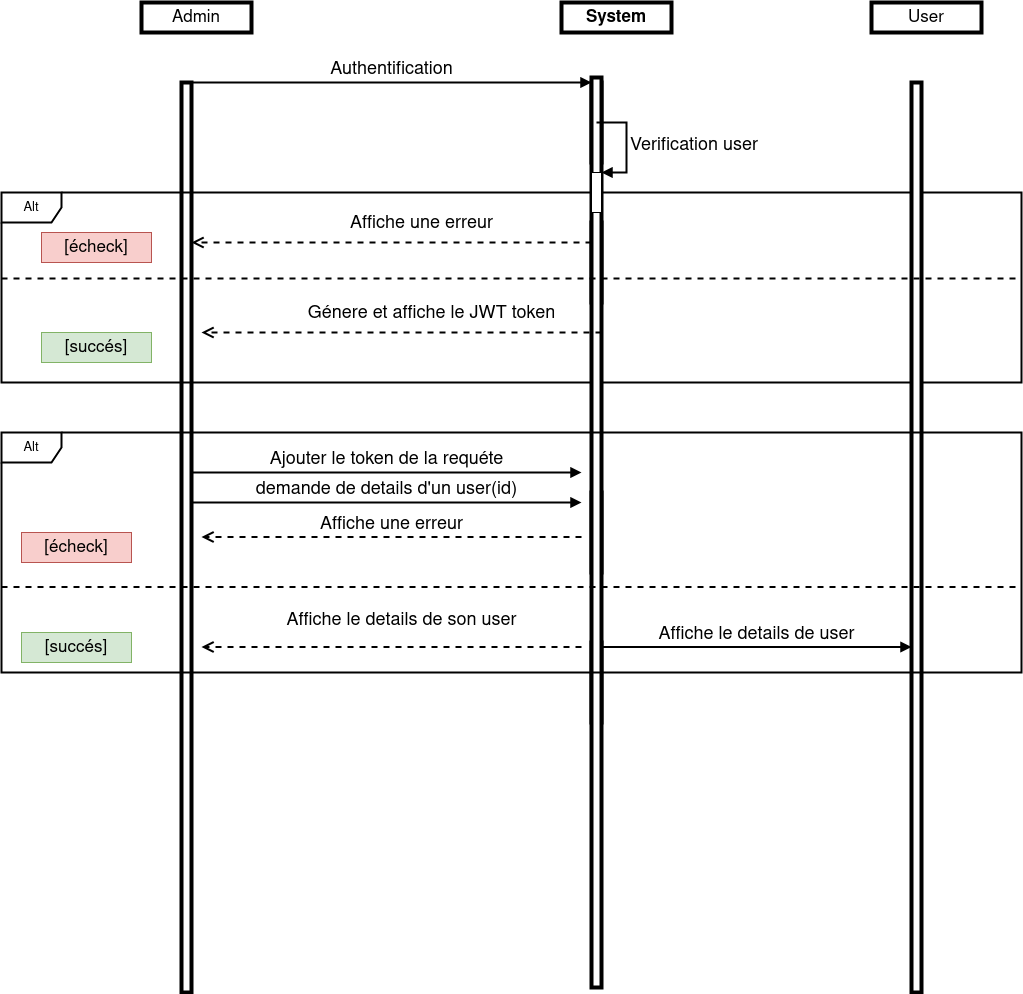 Admin
System
User
Authentification
Verification user
Alt
Affiche une erreur
[écheck]
Génere et affiche le JWT token
[succés]
Alt
Ajouter le token de la requéte
demande de details d'un user(id)
Affiche une erreur
[écheck]
Affiche le details de son user
Affiche le details de user
[succés]